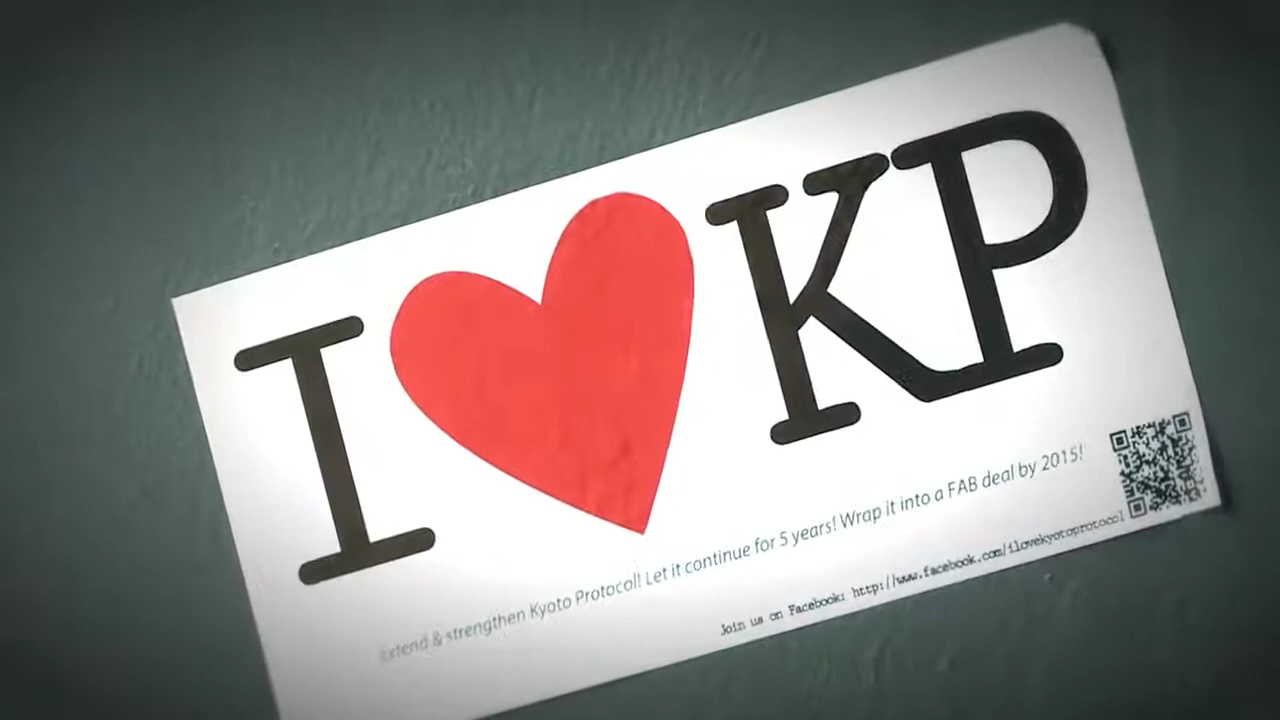 I KP
Extend & strengthen Kyoto Protocol! Let it continue for 5 years! Wrap it into a FAB deal by 2015!
Join us on Facebook: http://www.facebook.com/ilovekyotoprotocol